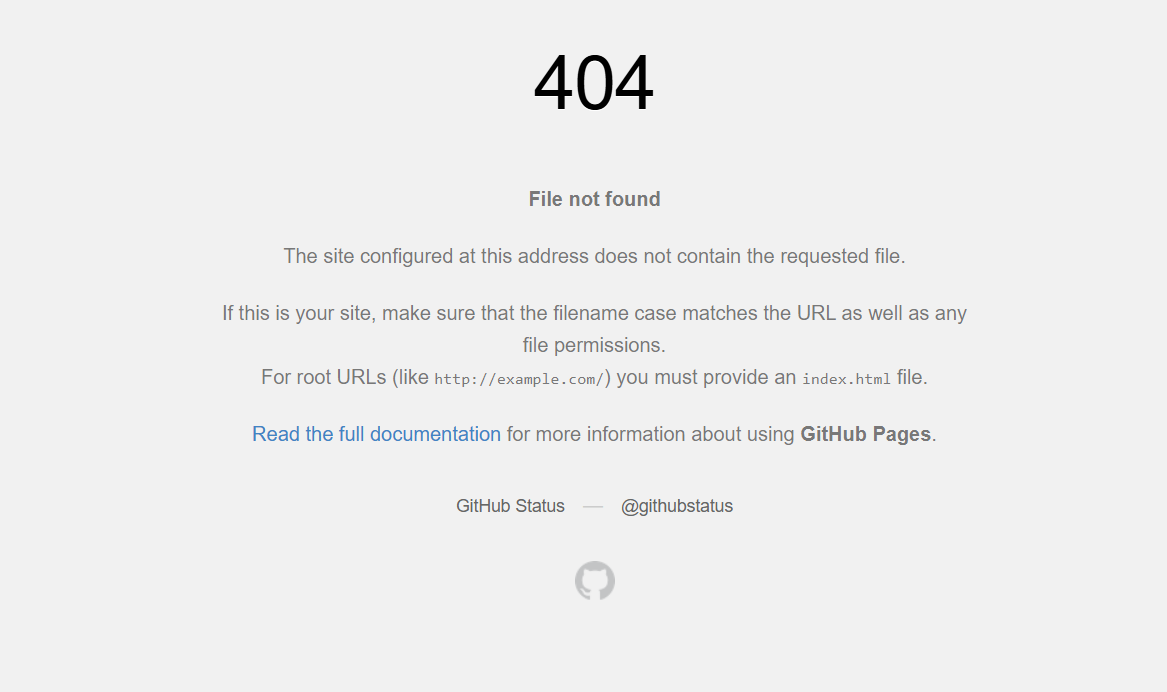 404
File not found
The site configured at this address does not contain the requested file.
If this is your site, make sure that the filename case matches the URL as well as any
file permissions.
For root URLs (like http://example.com/) you must provide an index.html file.
Read the full documentation for more information about using GitHub Pages.
GitHub Status — @githubstatus